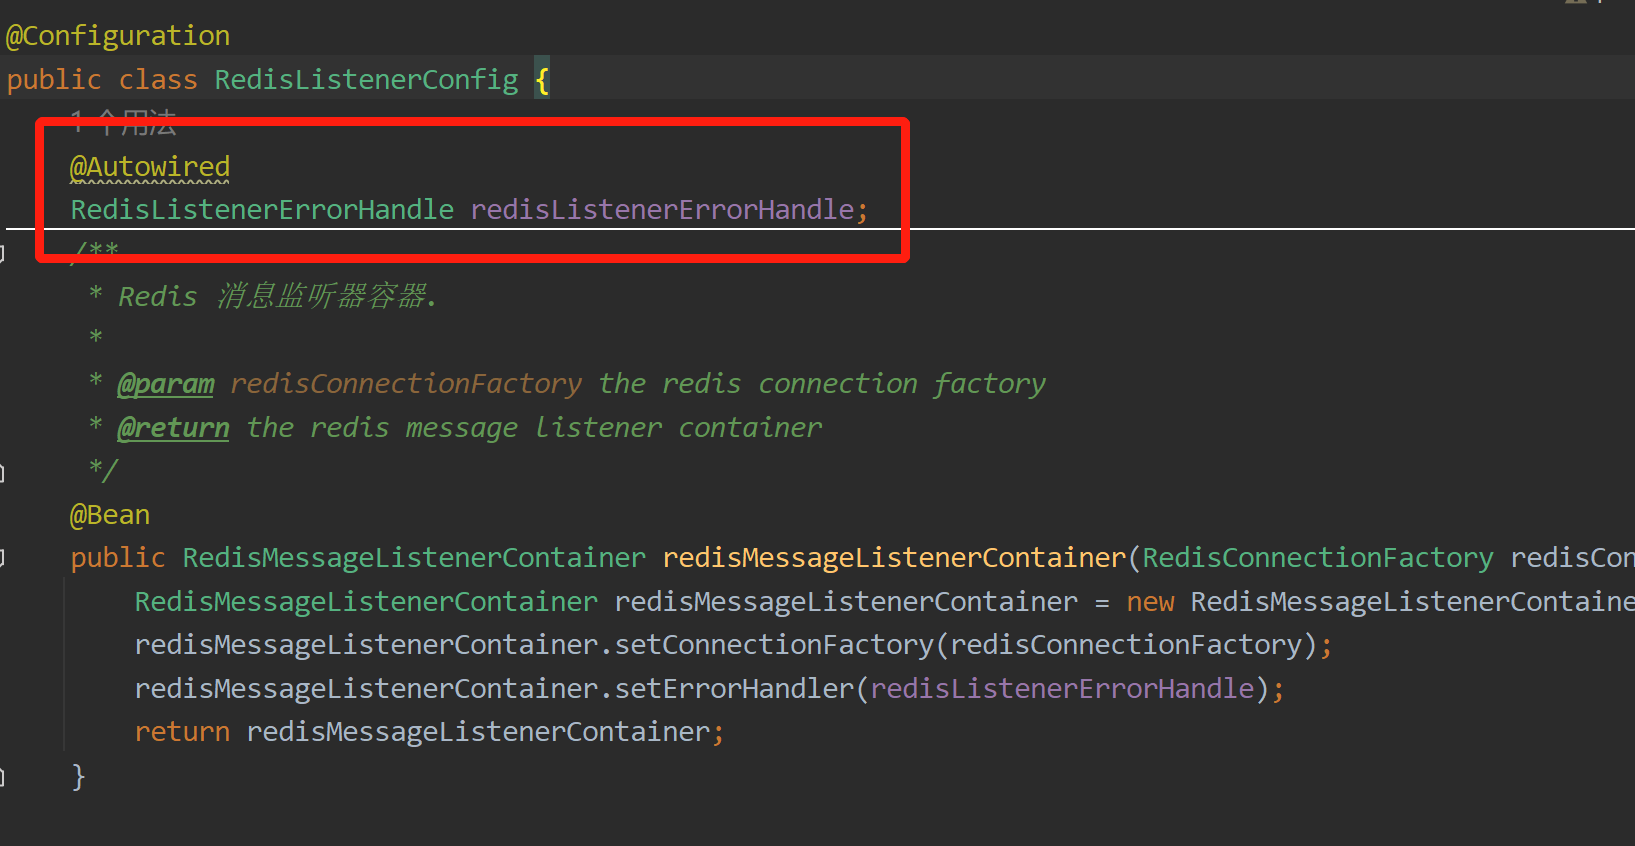 @Configuration
public class RedisListenerConfig {
1 个用法
@Autowired
RedisListenerErrorHandle redisListenerErrorHandle;
/**
* Redis 消息监听器容器.
*
* @param redisConnectionFactory the redis connection factory
* @return the redis message listener container
*/
@Bean
public RedisMessageListenerContainer redisMessageListenerContainer(RedisConnectionFactory redisCon
RedisMessageListenerContainer redisMessageListenerContainer = new RedisMessageListenerContaine
redisMessageListenerContainer.setConnectionFactory(redisConnectionFactory);
redisMessageListenerContainer.setErrorHandler(redisListenerErrorHandle);
return redisMessageListenerContainer;
}